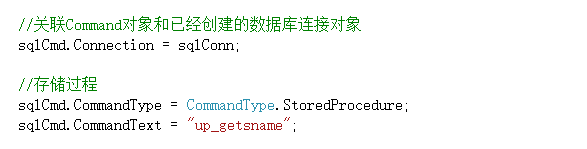 //关联Command对象和已经创建的数据库连接对象
sqlCmd.Connection = sqlConn;
//存储过程
sqlCmd.CommandType = CommandType.StoredProcedure;
sqlCmd.CommandText = "up_getsname";